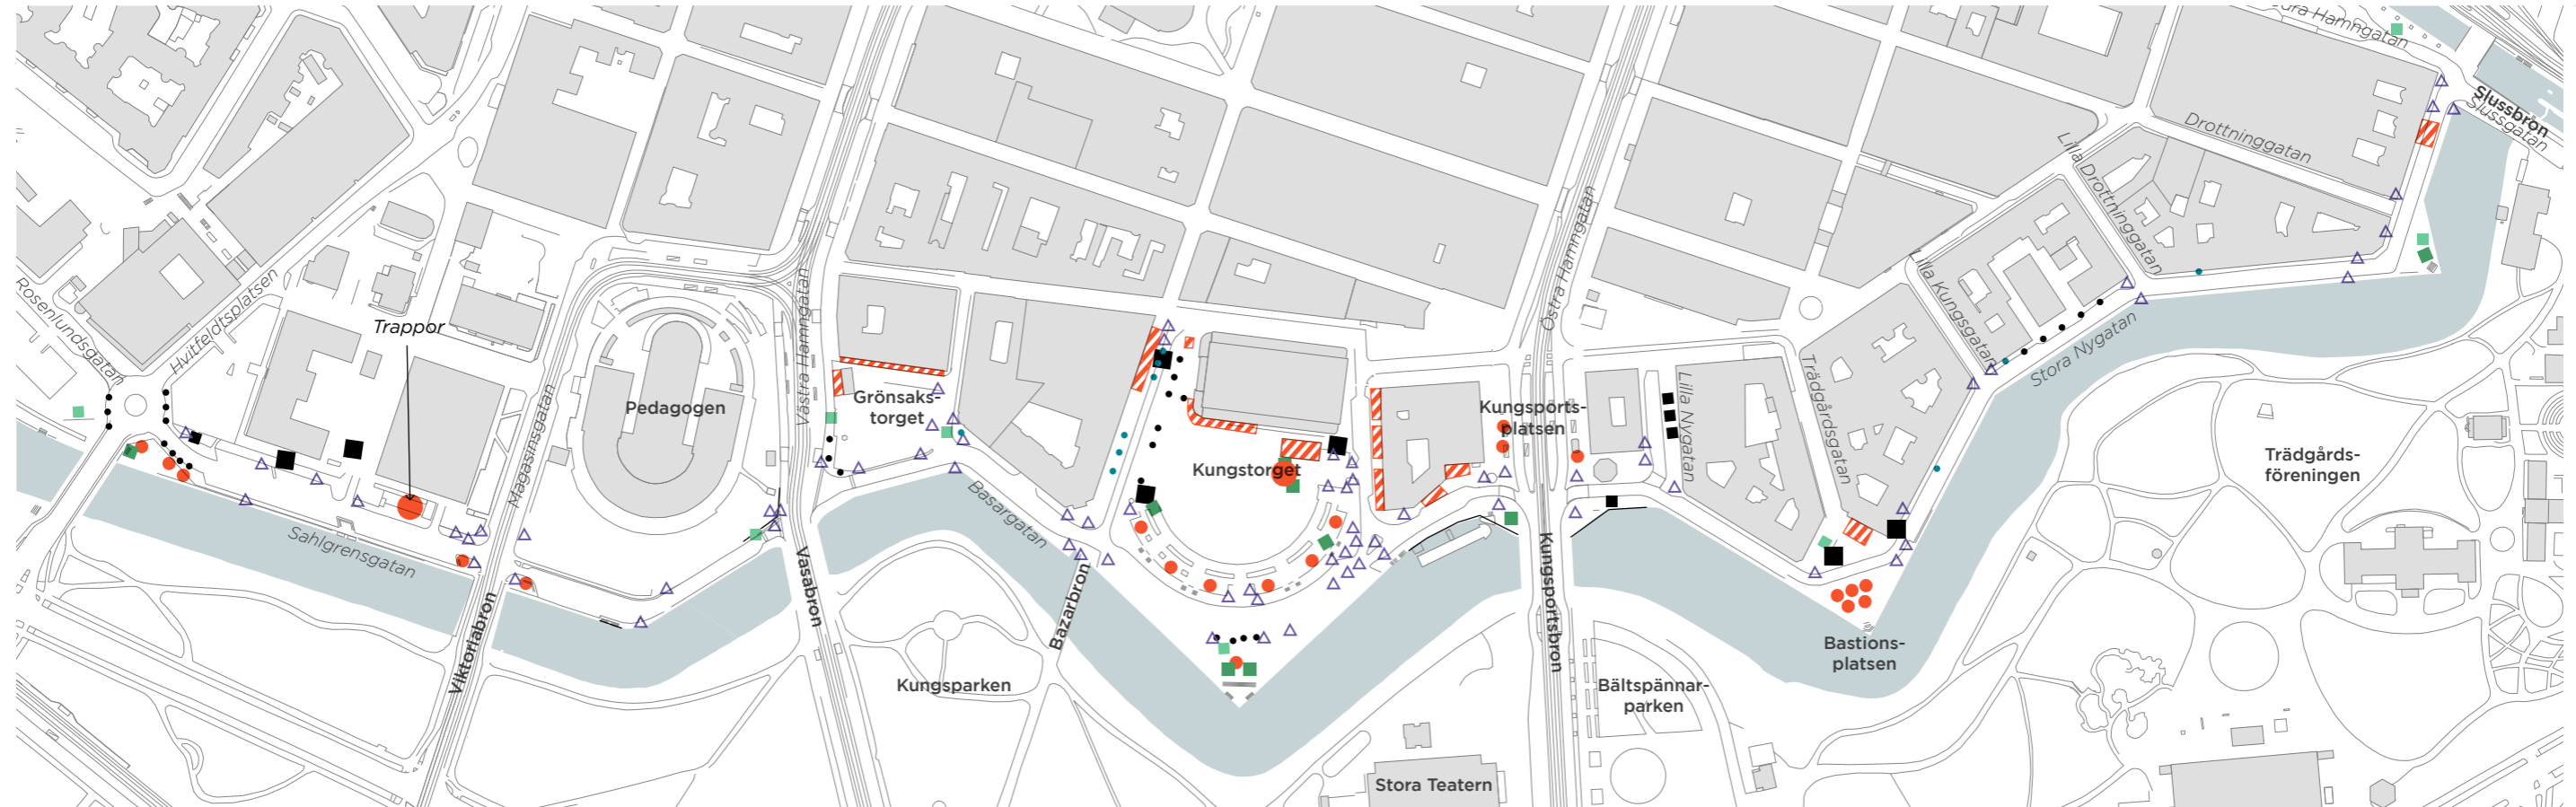 Södra Hamngatan
Slussbron
Slussgatan
Drottninggatan
Lilla Drottninggatan
Östra Hamngatan
Västra Hamngatan
Rosenlundsgatan
Hvitfeldtsplatsen
Trappor
Lilla Kungsgatan
Stora Nygatan
Magasinsgatan
Pedagogen
Grönsaks-
torget
Kungsports-
platsen
Lilla Nygatan
Trädgårdsgatan
Kungstorget
Trädgårds-
föreningen
Basargatan
Sahlgrensgatan
Vasabron
Bazarbron
Kungsportsbron
Viktoriabron
Bastions-
platsen
Kungsparken
Bältspännar-
parken
Stora Teatern